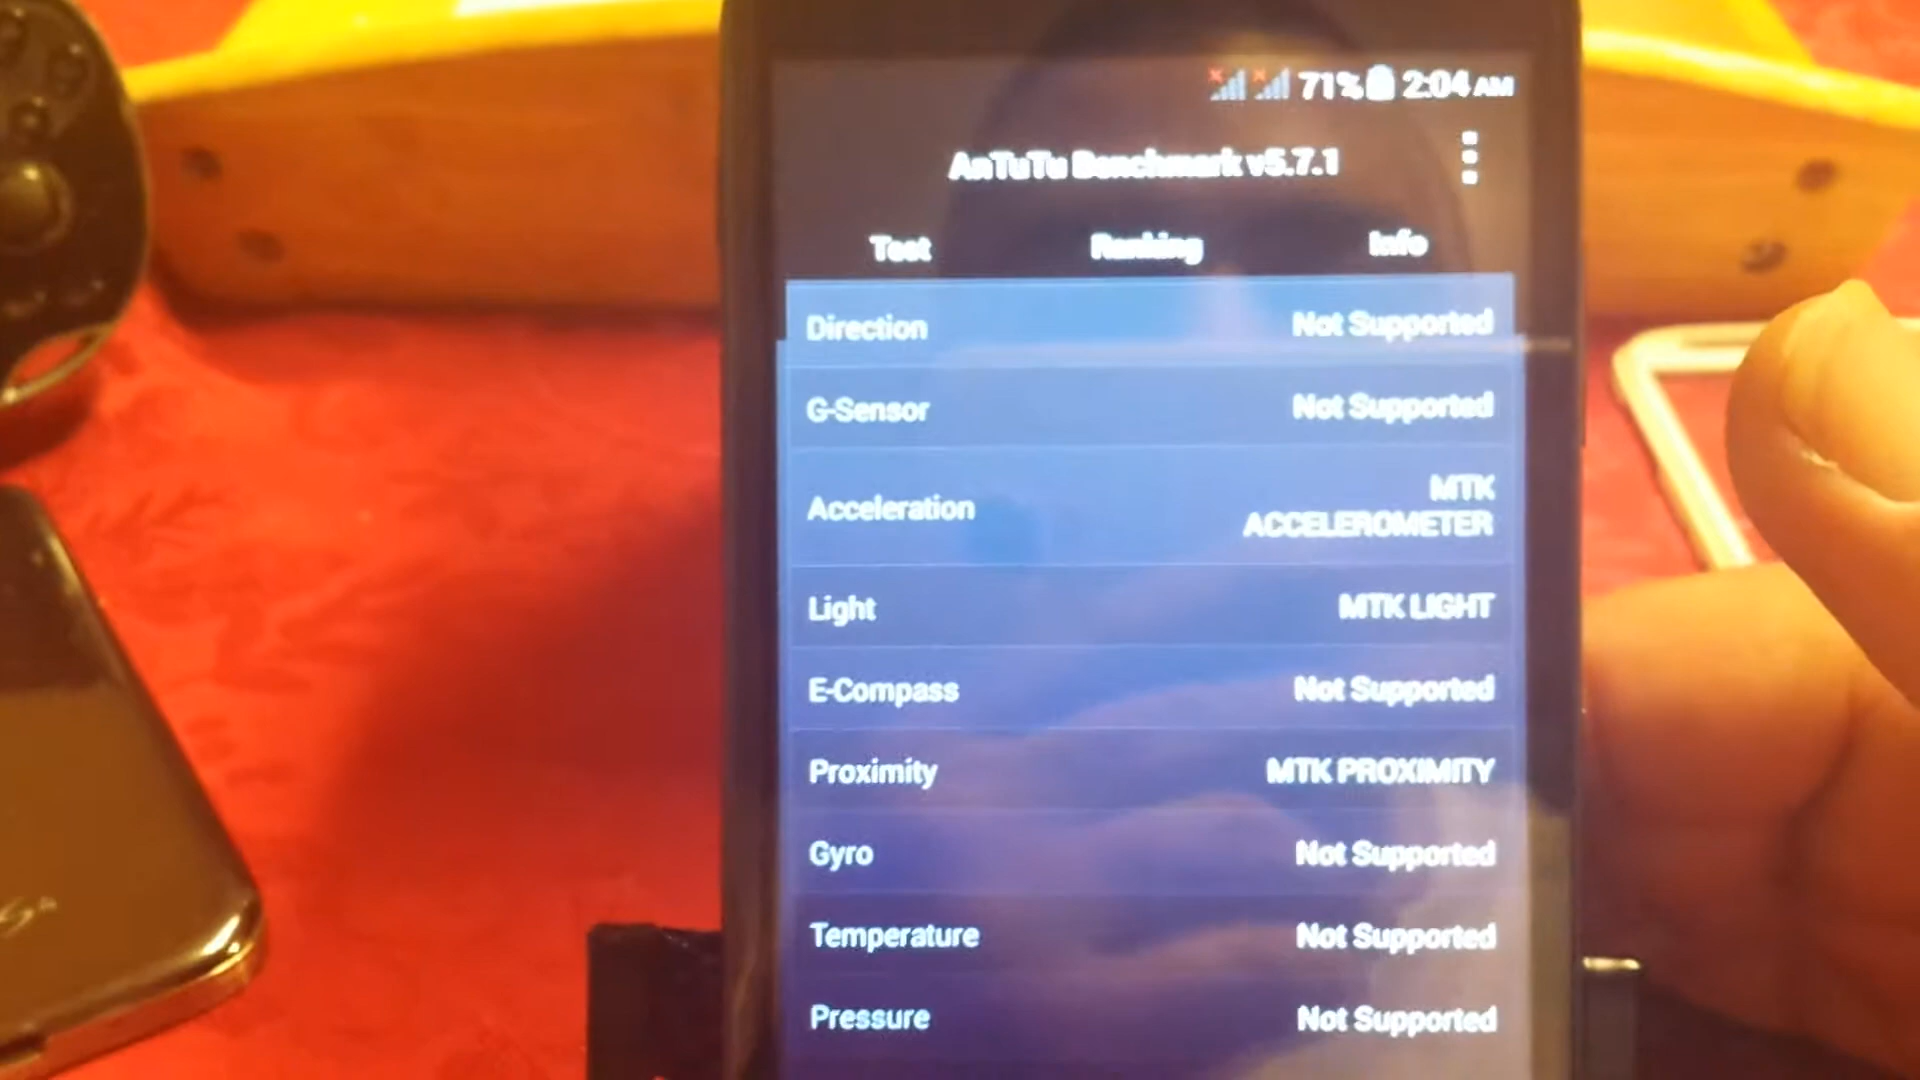 71% 2:04 AM
AnTuTu Benchmark v5.7.1
Test Ranking Info
Direction Not Supported
G-Sensor Not Supported
Acceleration MTK
ACCELEROMETER
Light MTK LIGHT
E-Compass Not Supported
Proximity MTK PROXIMITY
Gyro Not Supported
Temperature Not Supported
Pressure Not Supported